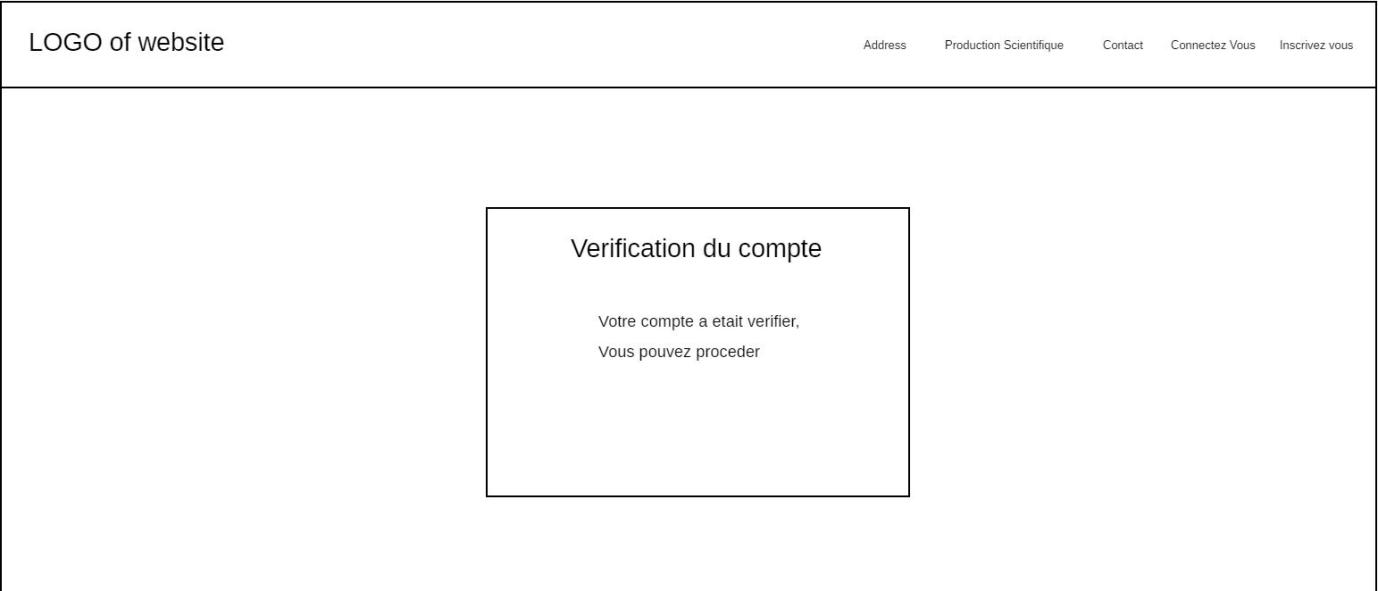 LOGO of website
Address Production Scientifique Contact Connectez Vous Inscrivez vous
Verification du compte
Votre compte a etait verifier,
Vous pouvez proceder